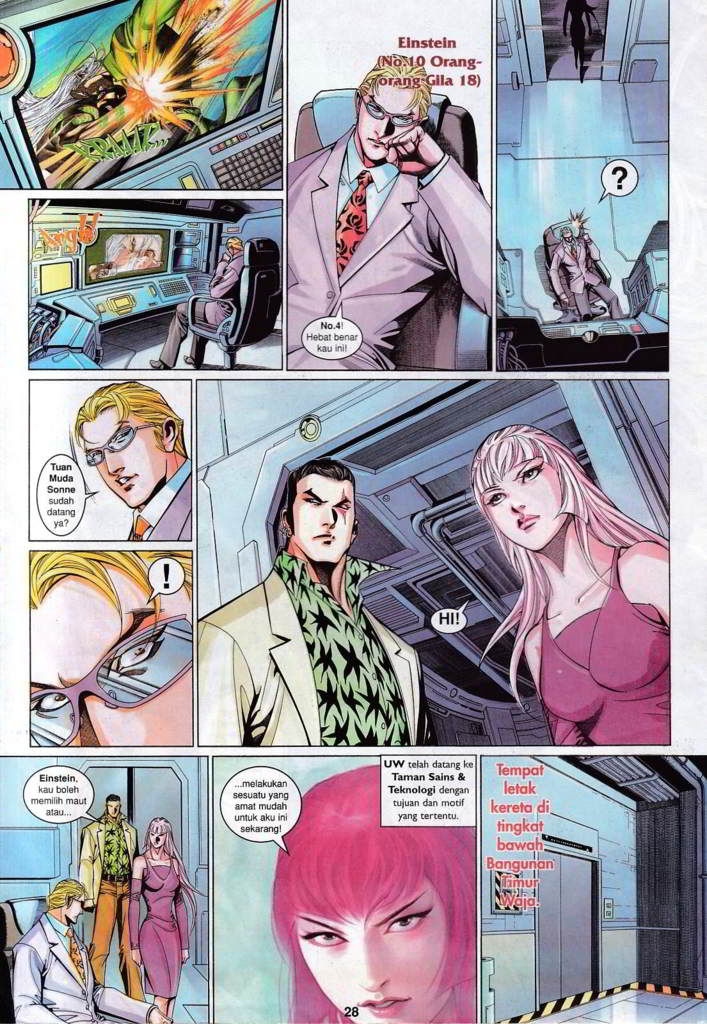 Einstein
(No.10 Orang-
orang Gila 18)
No.4!
Hebat benar
kau ini!
?
Tuan
Muda
Sonne
sudah
datang
ya?
!
HI!
Einstein,
kau boleh
memilih maut
atau...
...melakukan
sesuatu yang
amat mudah
untuk aku ini
sekarang!
UW telah datang ke
Taman Sains &
Teknologi dengan
tujuan dan motif
yang tertentu.
Tempat
letak
kereta di
tingkat
bawah
Bangunan
Timur
Waja.
28